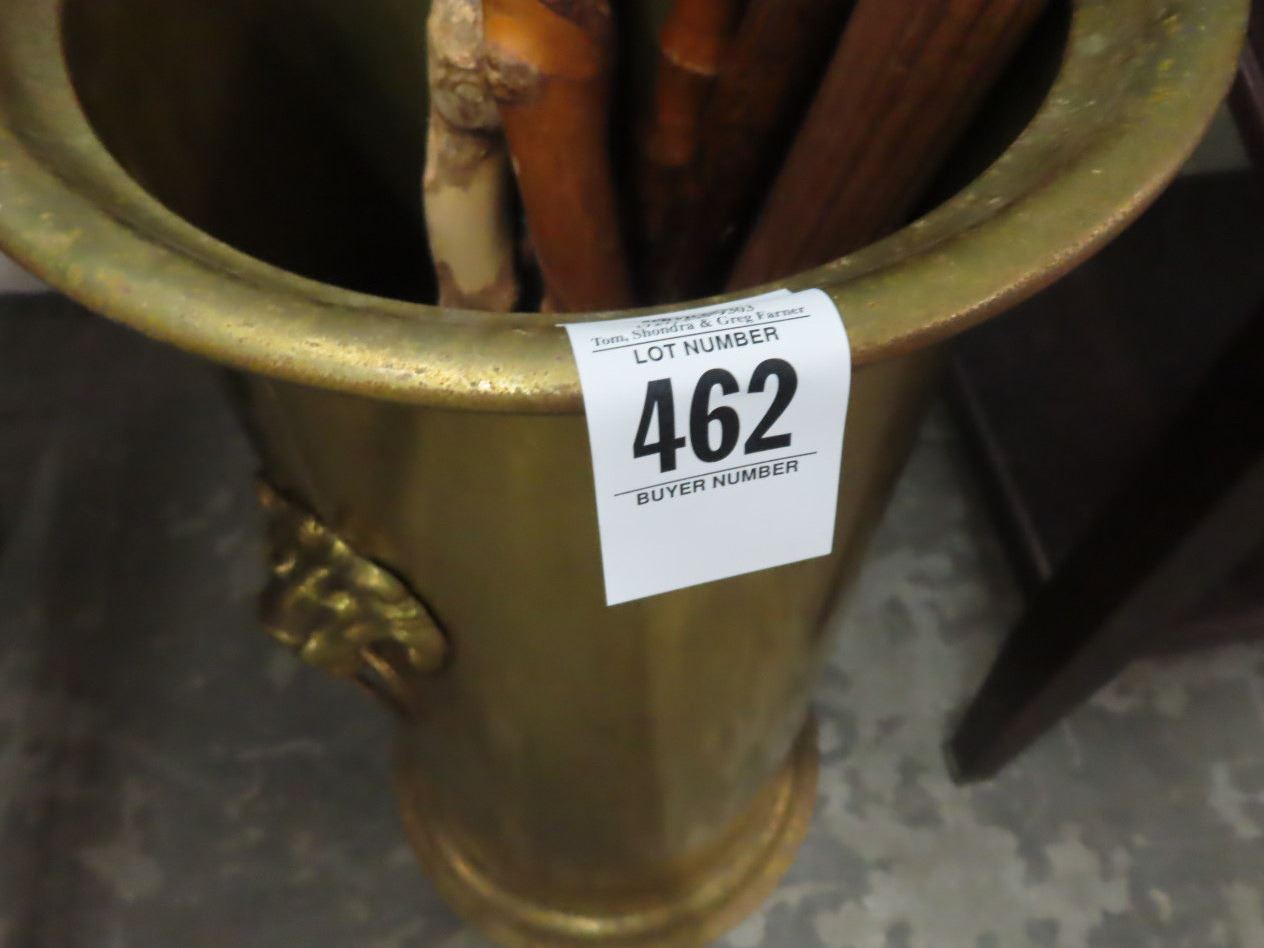 Tom, Shondra & Greg Farner
LOT NUMBER
462
BUYER NUMBER